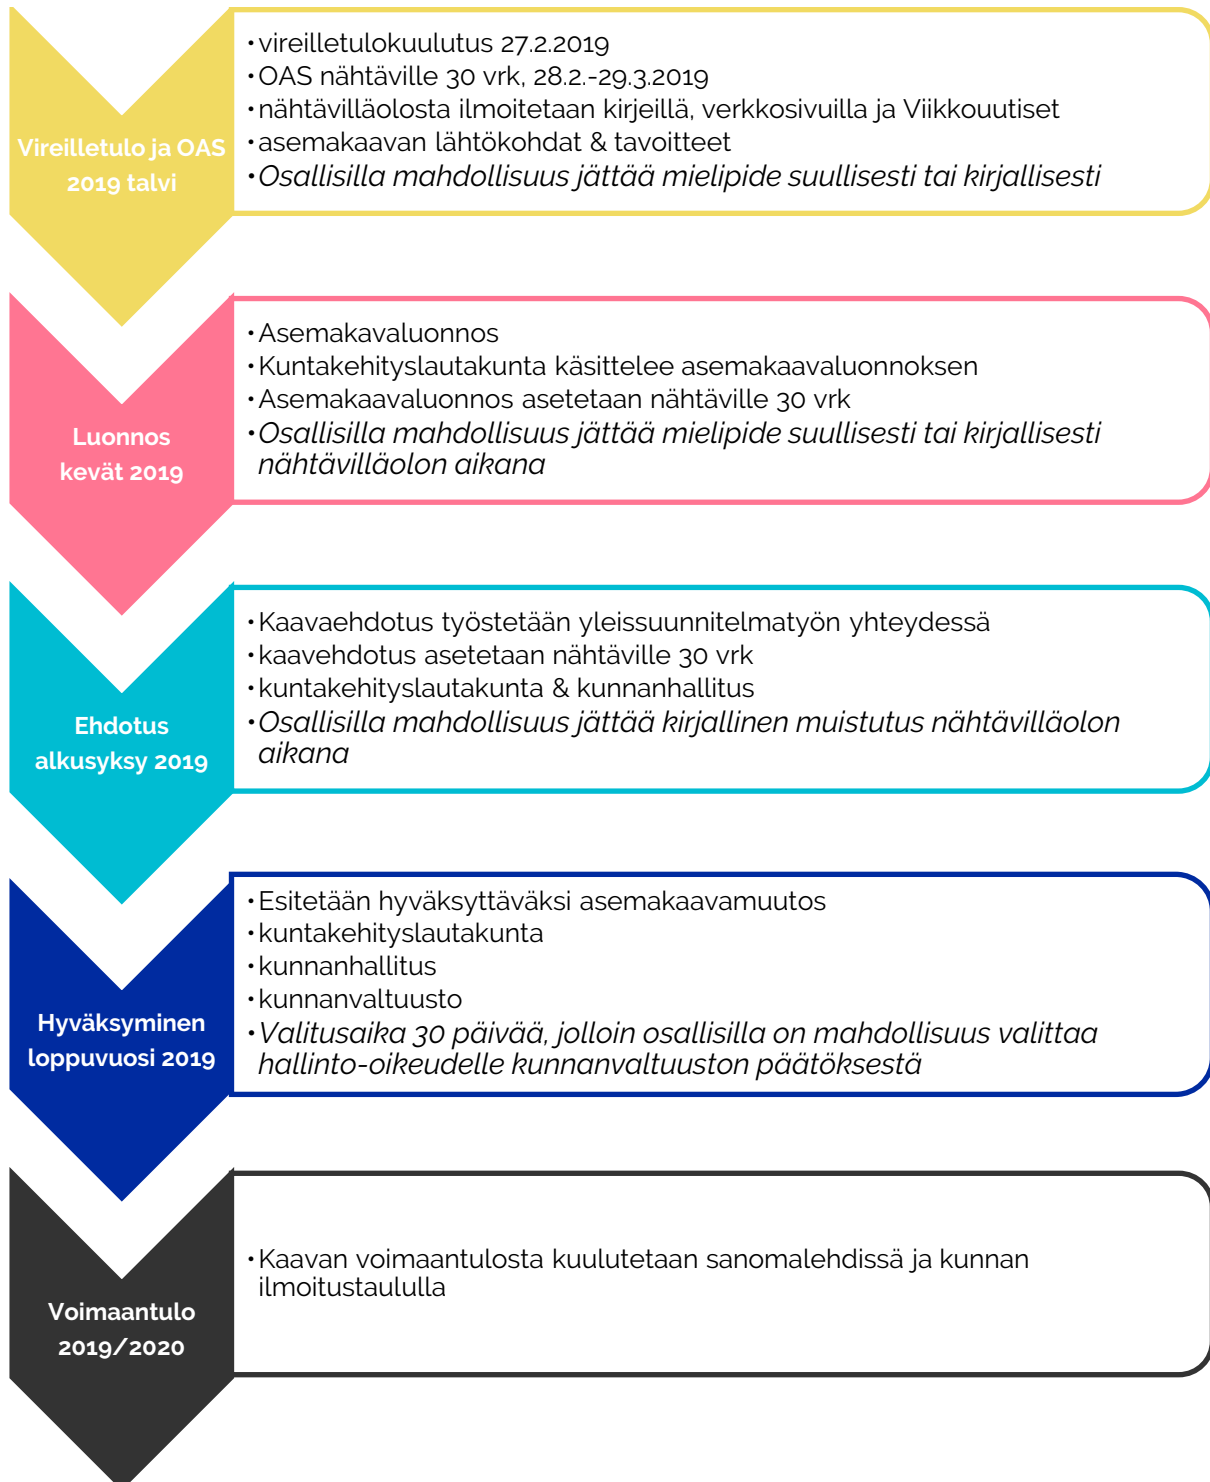 Vireilletulo ja OAS
2019 talvi
•vireilletulokuulutus 27.2.2019
•OAS nähtäville 30 vrk, 28.2.-29.3.2019
•nähtävilläolosta ilmoitetaan kirjeillä, verkkosivuilla ja Viikkouutiset
•asemakaavan lähtökohdat & tavoitteet
•Osallisilla mahdollisuus jättää mielipide suullisesti tai kirjallisesti
Luonnos
kevät 2019
•Asemakavaluonnos
•Kuntakehityslautakunta käsittelee asemakaavaluonnoksen
•Asemakaavaluonnos asetetaan nähtäville 30 vrk
•Osallisilla mahdollisuus jättää mielipide suullisesti tai kirjallisesti
nähtävilläolon aikana
Ehdotus
alkusyksy 2019
•Kaavaehdotus työstetään yleissuunnitelmatyön yhteydessä
•kaavehdotus asetetaan nähtäville 30 vrk
•kuntakehityslautakunta & kunnanhallitus
•Osallisilla mahdollisuus jättää kirjallinen muistutus nähtävilläolon
aikana
Hyväksyminen
loppuvuosi 2019
•Esitetään hyväksyttäväksi asemakaavamuutos
•kuntakehityslautakunta
•kunnanhallitus
•kunnanvaltuusto
•Valitusaika 30 päivää, jolloin osallisilla on mahdollisuus valittaa
hallinto-oikeudelle kunnanvaltuuston päätöksestä
Voimaantulo
2019/2020
•Kaavan voimaantulosta kuulutetaan sanomalehdissä ja kunnan
ilmoitustaululla